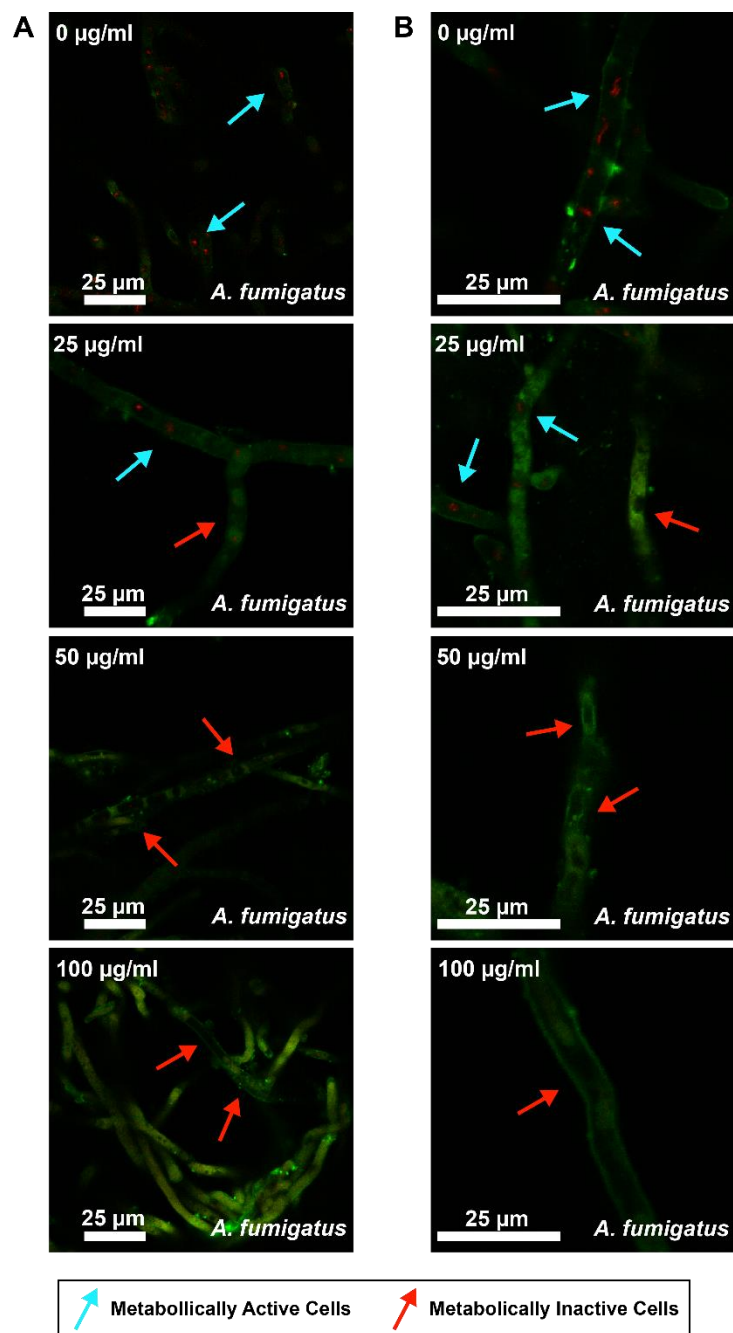 A
B
0 µg/ml
25 µm
A. fumigatus
0 µg/ml
25 µm
A. fumigatus
25 µg/ml
25 µm
A. fumigatus
25 µg/ml
25 µm
A. fumigatus
50 µg/ml
25 µm
A. fumigatus
50 µg/ml
25 µm
A. fumigatus
100 µg/ml
25 µm
A. fumigatus
100 µg/ml
25 µm
A. fumigatus
Metabollically Active Cells
Metabolically Inactive Cells